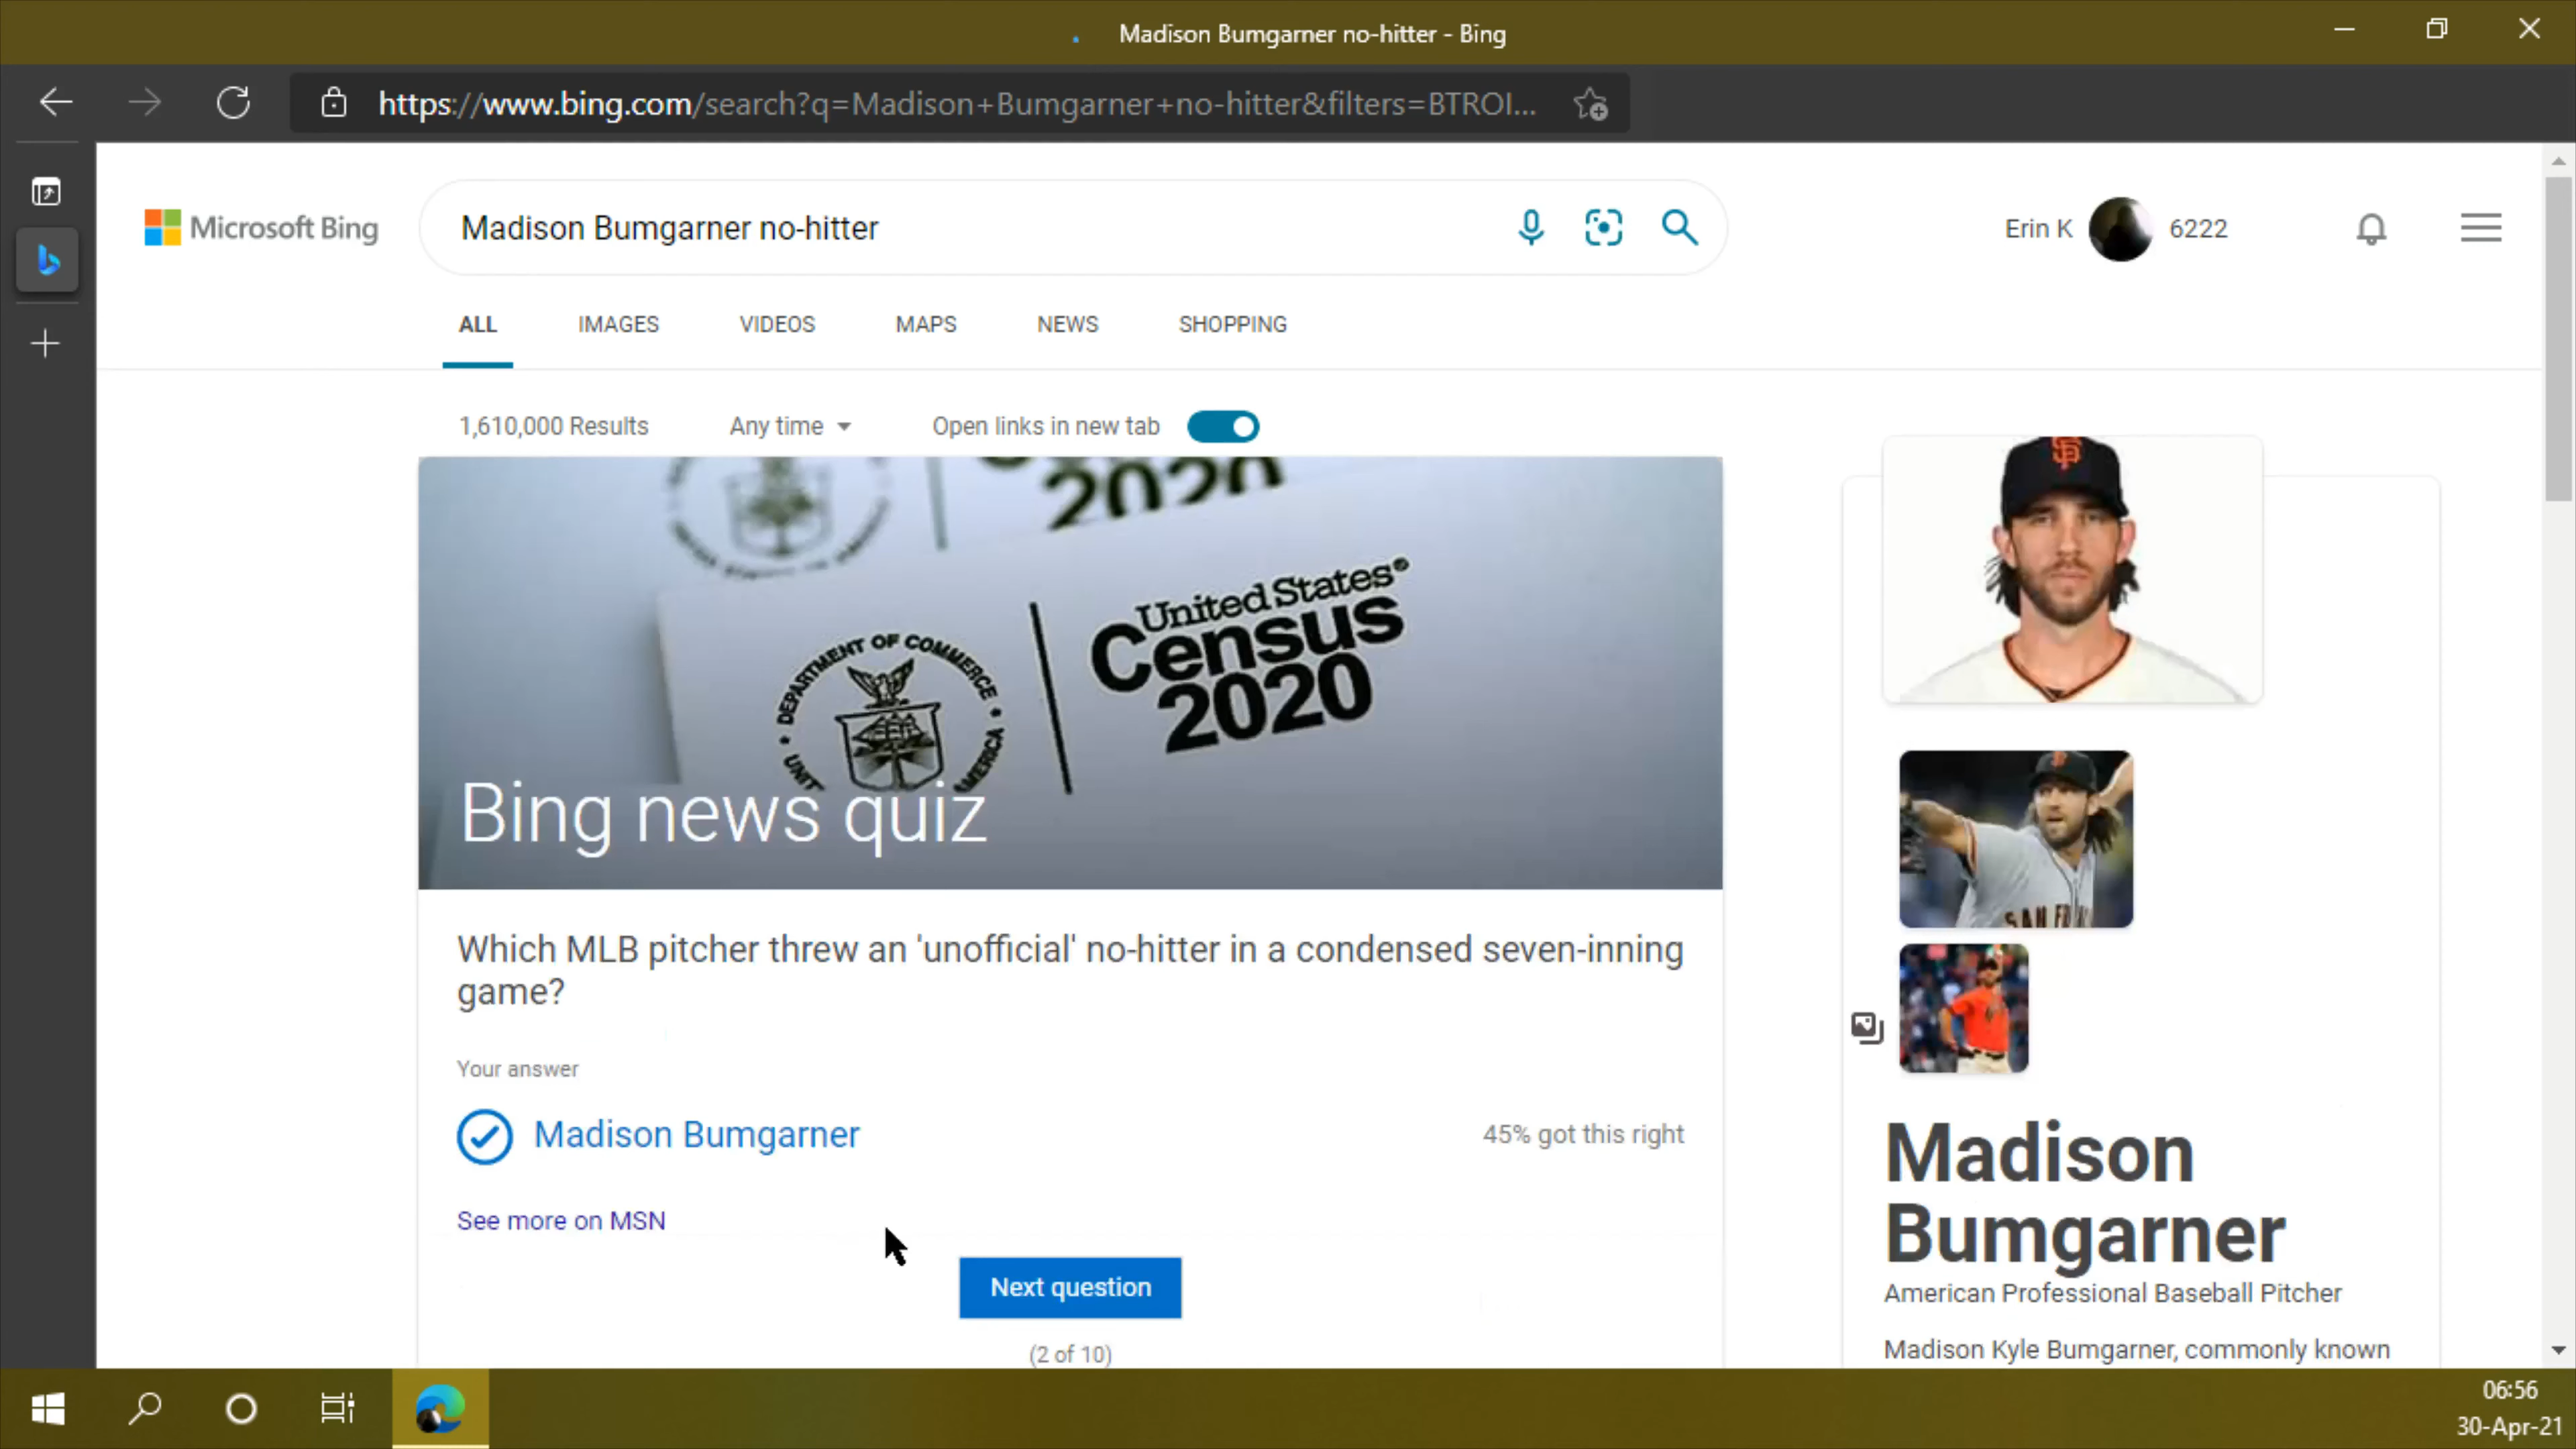 Madison Bumgarner no-hitter - Bing
https://www.bing.com/search?q=Madison+Bumgarner+no-hitter&filters=BTROI...
Microsoft Bing
Madison Bumgarner no-hitter
Erin K
6222
ALL
IMAGES
VIDEOS
MAPS
NEWS
SHOPPING
1,610,000 Results
Any time
Open links in new tab
2020
DEPARTMENT OF COMMERCE
AMERICA
United States®
Census
2020
Bing news quiz
Which MLB pitcher threw an 'unofficial' no-hitter in a condensed seven-inning
game?
Your answer
Madison Bumgarner
45% got this right
See more on MSN
Next question
(2 of 10)
SF
Madison
Bumgarner
American Professional Baseball Pitcher
Madison Kyle Bumgarner, commonly known
06:56
30-Apr-21